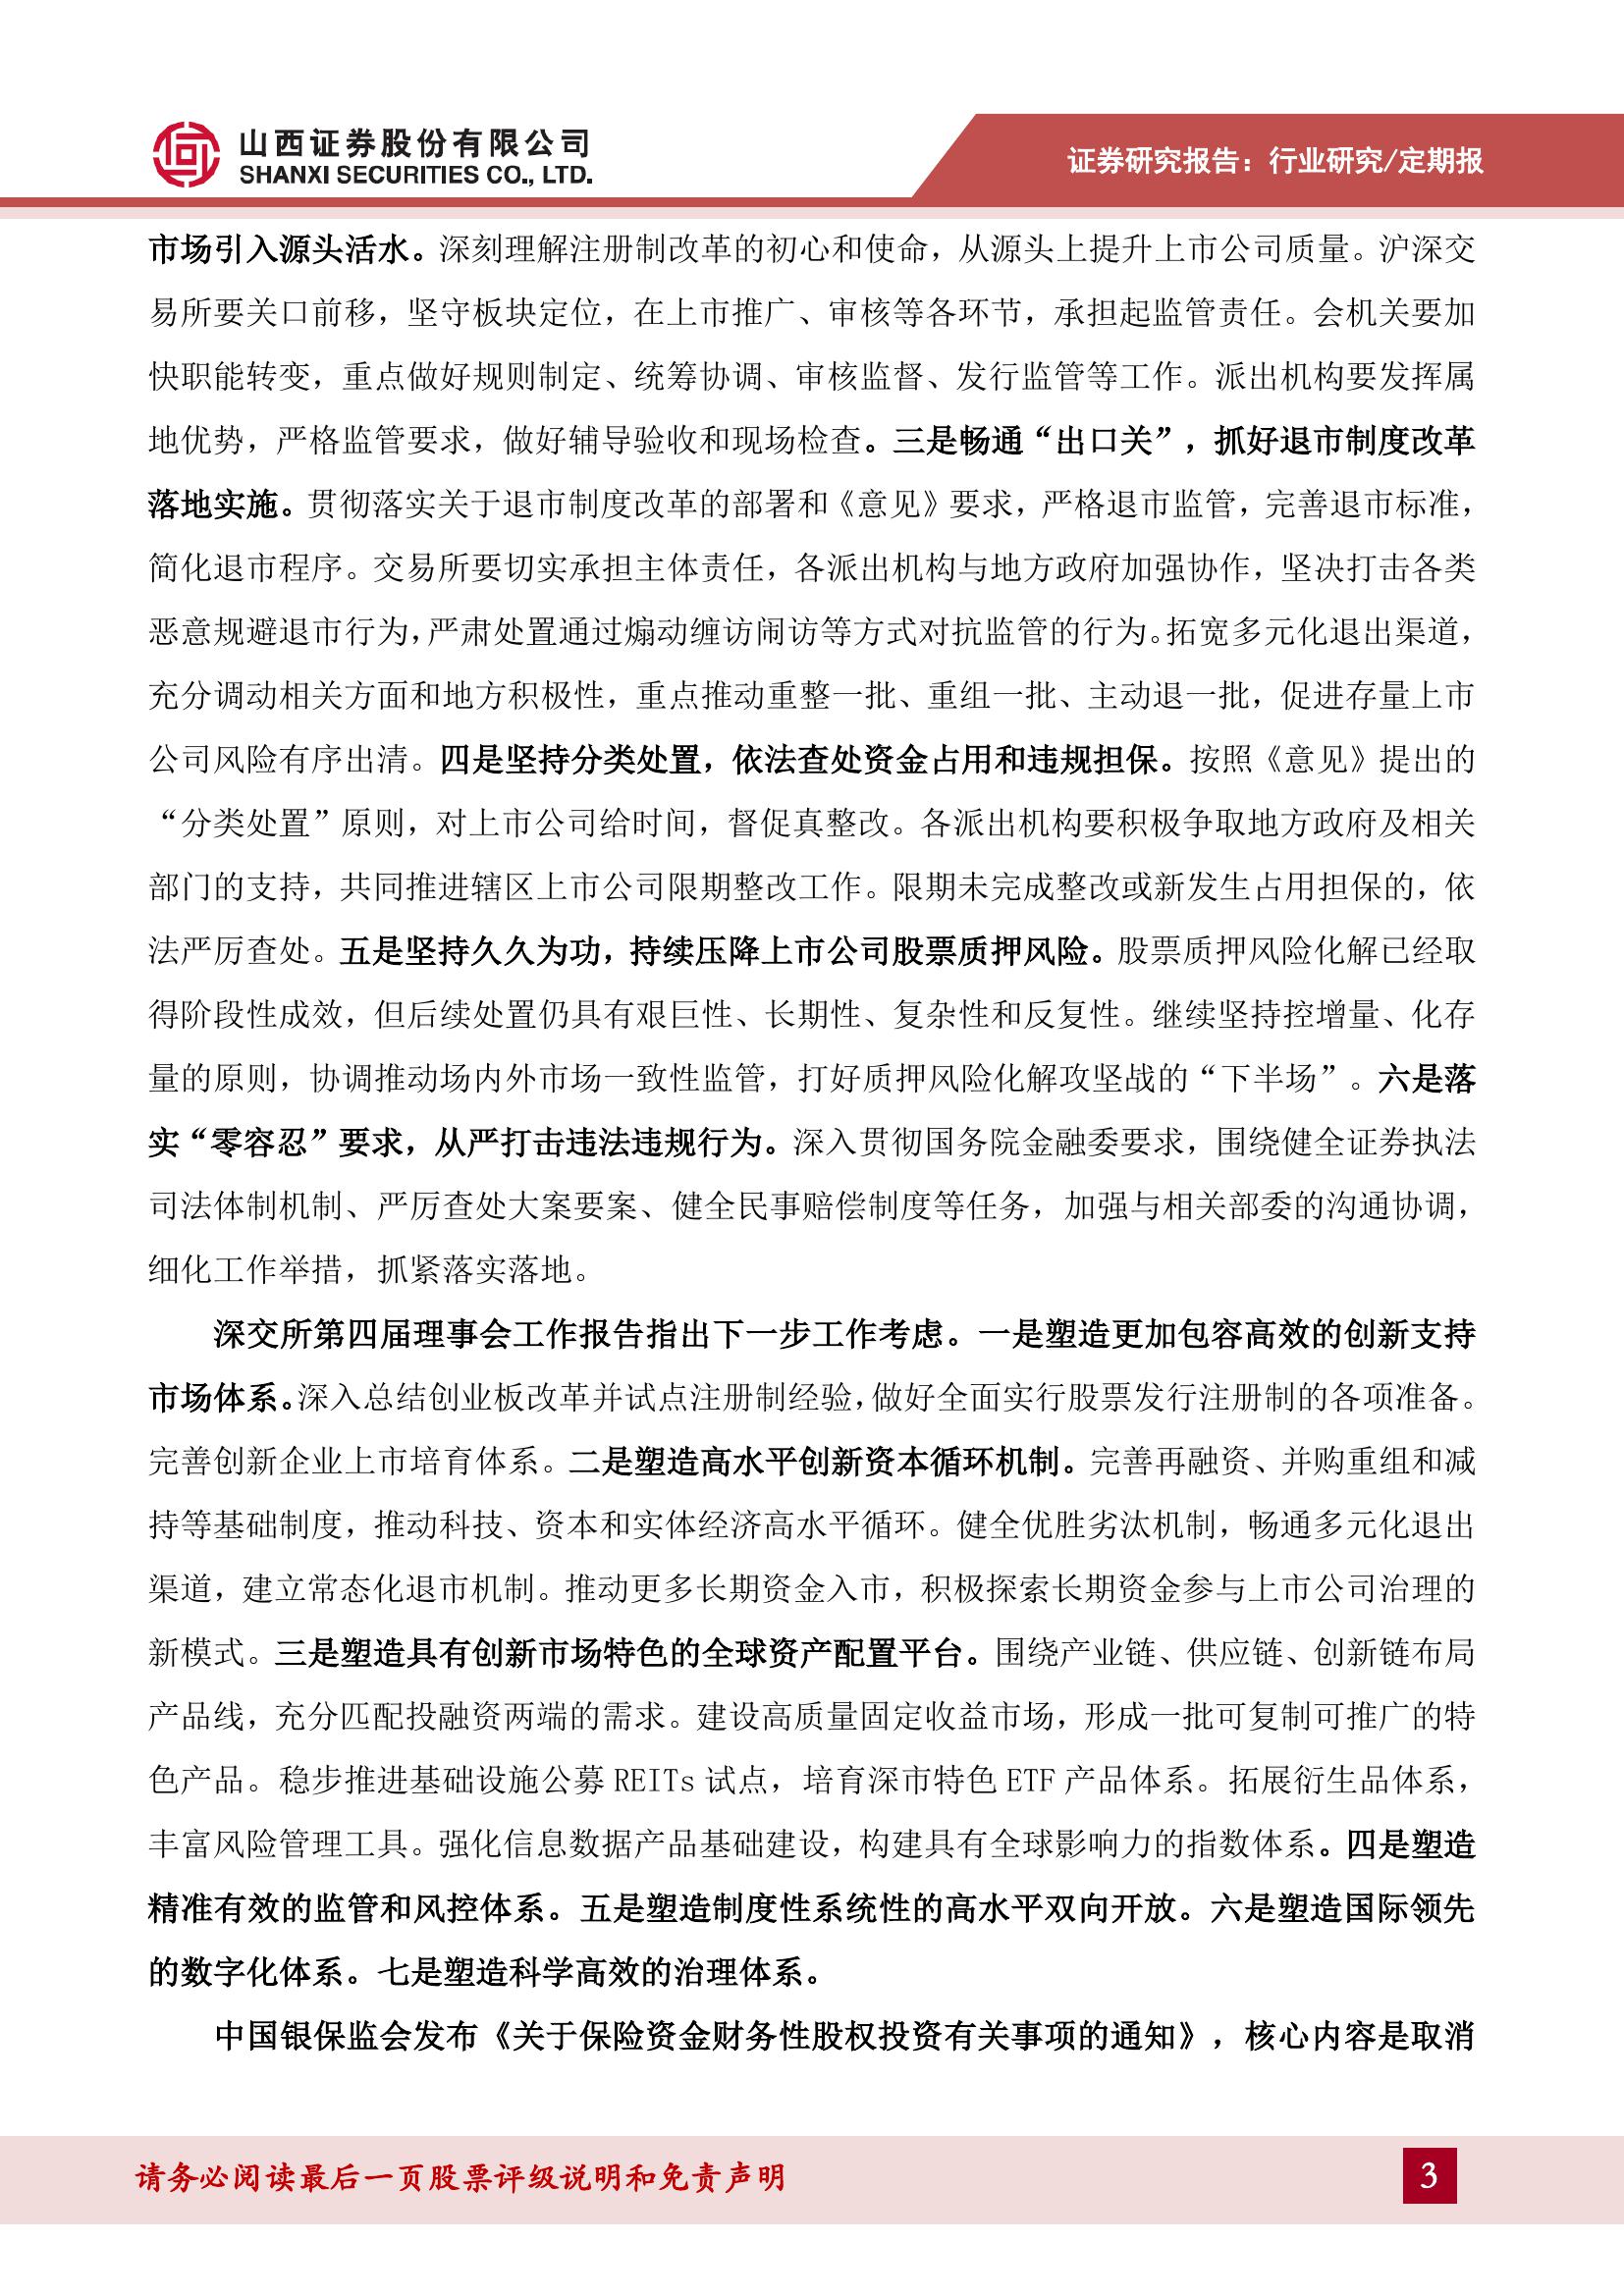 山西证券股份有限公司
SHANXI SECURITIES CO., LTD.
证券研究报告：行业研究/定期报
市场引入源头活水。深刻理解注册制改革的初心和使命，从源头上提升上市公司质量。沪深交
易所要关口前移，坚守板块定位，在上市推广、审核等各环节，承担起监管责任。会机关要加
快职能转变，重点做好规则制定、统筹协调、审核监督、发行监管等工作。派出机构要发挥属
地优势，严格监管要求，做好辅导验收和现场检查。三是畅通“出口关”，抓好退市制度改革
落地实施。贯彻落实关于退市制度改革的部署和《意见》要求，严格退市监管，完善退市标准，
简化退市程序。交易所要切实承担主体责任，各派出机构与地方政府加强协作，坚决打击各类
恶意规避退市行为，严肃处置通过煽动缠访闹访等方式对抗监管的行为。拓宽多元化退出渠道，
充分调动相关方面和地方积极性，重点推动重整一批、重组一批、主动退一批，促进存量上市
公司风险有序出清。四是坚持分类处置，依法查处资金占用和违规担保。按照《意见》提出的
“分类处置”原则，对上市公司给时间，督促真整改。各派出机构要积极争取地方政府及相关
部门的支持，共同推进辖区上市公司限期整改工作。限期未完成整改或新发生占用担保的，依
法严厉查处。五是坚持久久为功，持续压降上市公司股票质押风险。股票质押风险化解已经取
得阶段性成效，但后续处置仍具有艰巨性、长期性、复杂性和反复性。继续坚持控增量、化存
量的原则，协调推动场内外市场一致性监管，打好质押风险化解攻坚战的“下半场”。六是落
实“零容忍”要求，从严打击违法违规行为。深入贯彻国务院金融委要求，围绕健全证券执法
司法体制机制、严厉查处大案要案、健全民事赔偿制度等任务，加强与相关部委的沟通协调，
细化工作举措，抓紧落实落地。
深交所第四届理事会工作报告指出下一步工作考虑。一是塑造更加包容高效的创新支持
市场体系。深入总结创业板改革并试点注册制经验，做好全面实行股票发行注册制的各项准备。
完善创新企业上市培育体系。二是塑造高水平创新资本循环机制。完善再融资、并购重组和减
持等基础制度，推动科技、资本和实体经济高水平循环。健全优胜劣汰机制，畅通多元化退出
渠道，建立常态化退市机制。推动更多长期资金入市，积极探索长期资金参与上市公司治理的
新模式。三是塑造具有创新市场特色的全球资产配置平台。围绕产业链、供应链、创新链布局
产品线，充分匹配投融资两端的需求。建设高质量固定收益市场，形成一批可复制可推广的特
色产品。稳步推进基础设施公募 REITs 试点，培育深市特色 ETF 产品体系。拓展衍生品体系，
丰富风险管理工具。强化信息数据产品基础建设，构建具有全球影响力的指数体系。四是塑造
精准有效的监管和风控体系。五是塑造制度性系统性的高水平双向开放。六是塑造国际领先
的数字化体系。七是塑造科学高效的治理体系。
中国银保监会发布《关于保险资金财务性股权投资有关事项的通知》，核心内容是取消
请务必阅读最后一页股票评级说明和免责声明
3